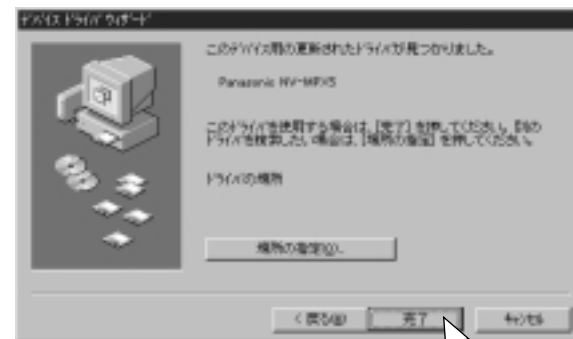 デバイス ドライバ ウィザード
このデバイス用の更新されたドライバが見つかりました。
Panasonic NV-MPX5
このドライバを使用する場合は、[完了] を押してください。別の
ドライバを検索したい場合は、[場所の指定] を押してください。
ドライバの場所
場所の指定(O)...
< 戻る(B)
完了
キャンセル